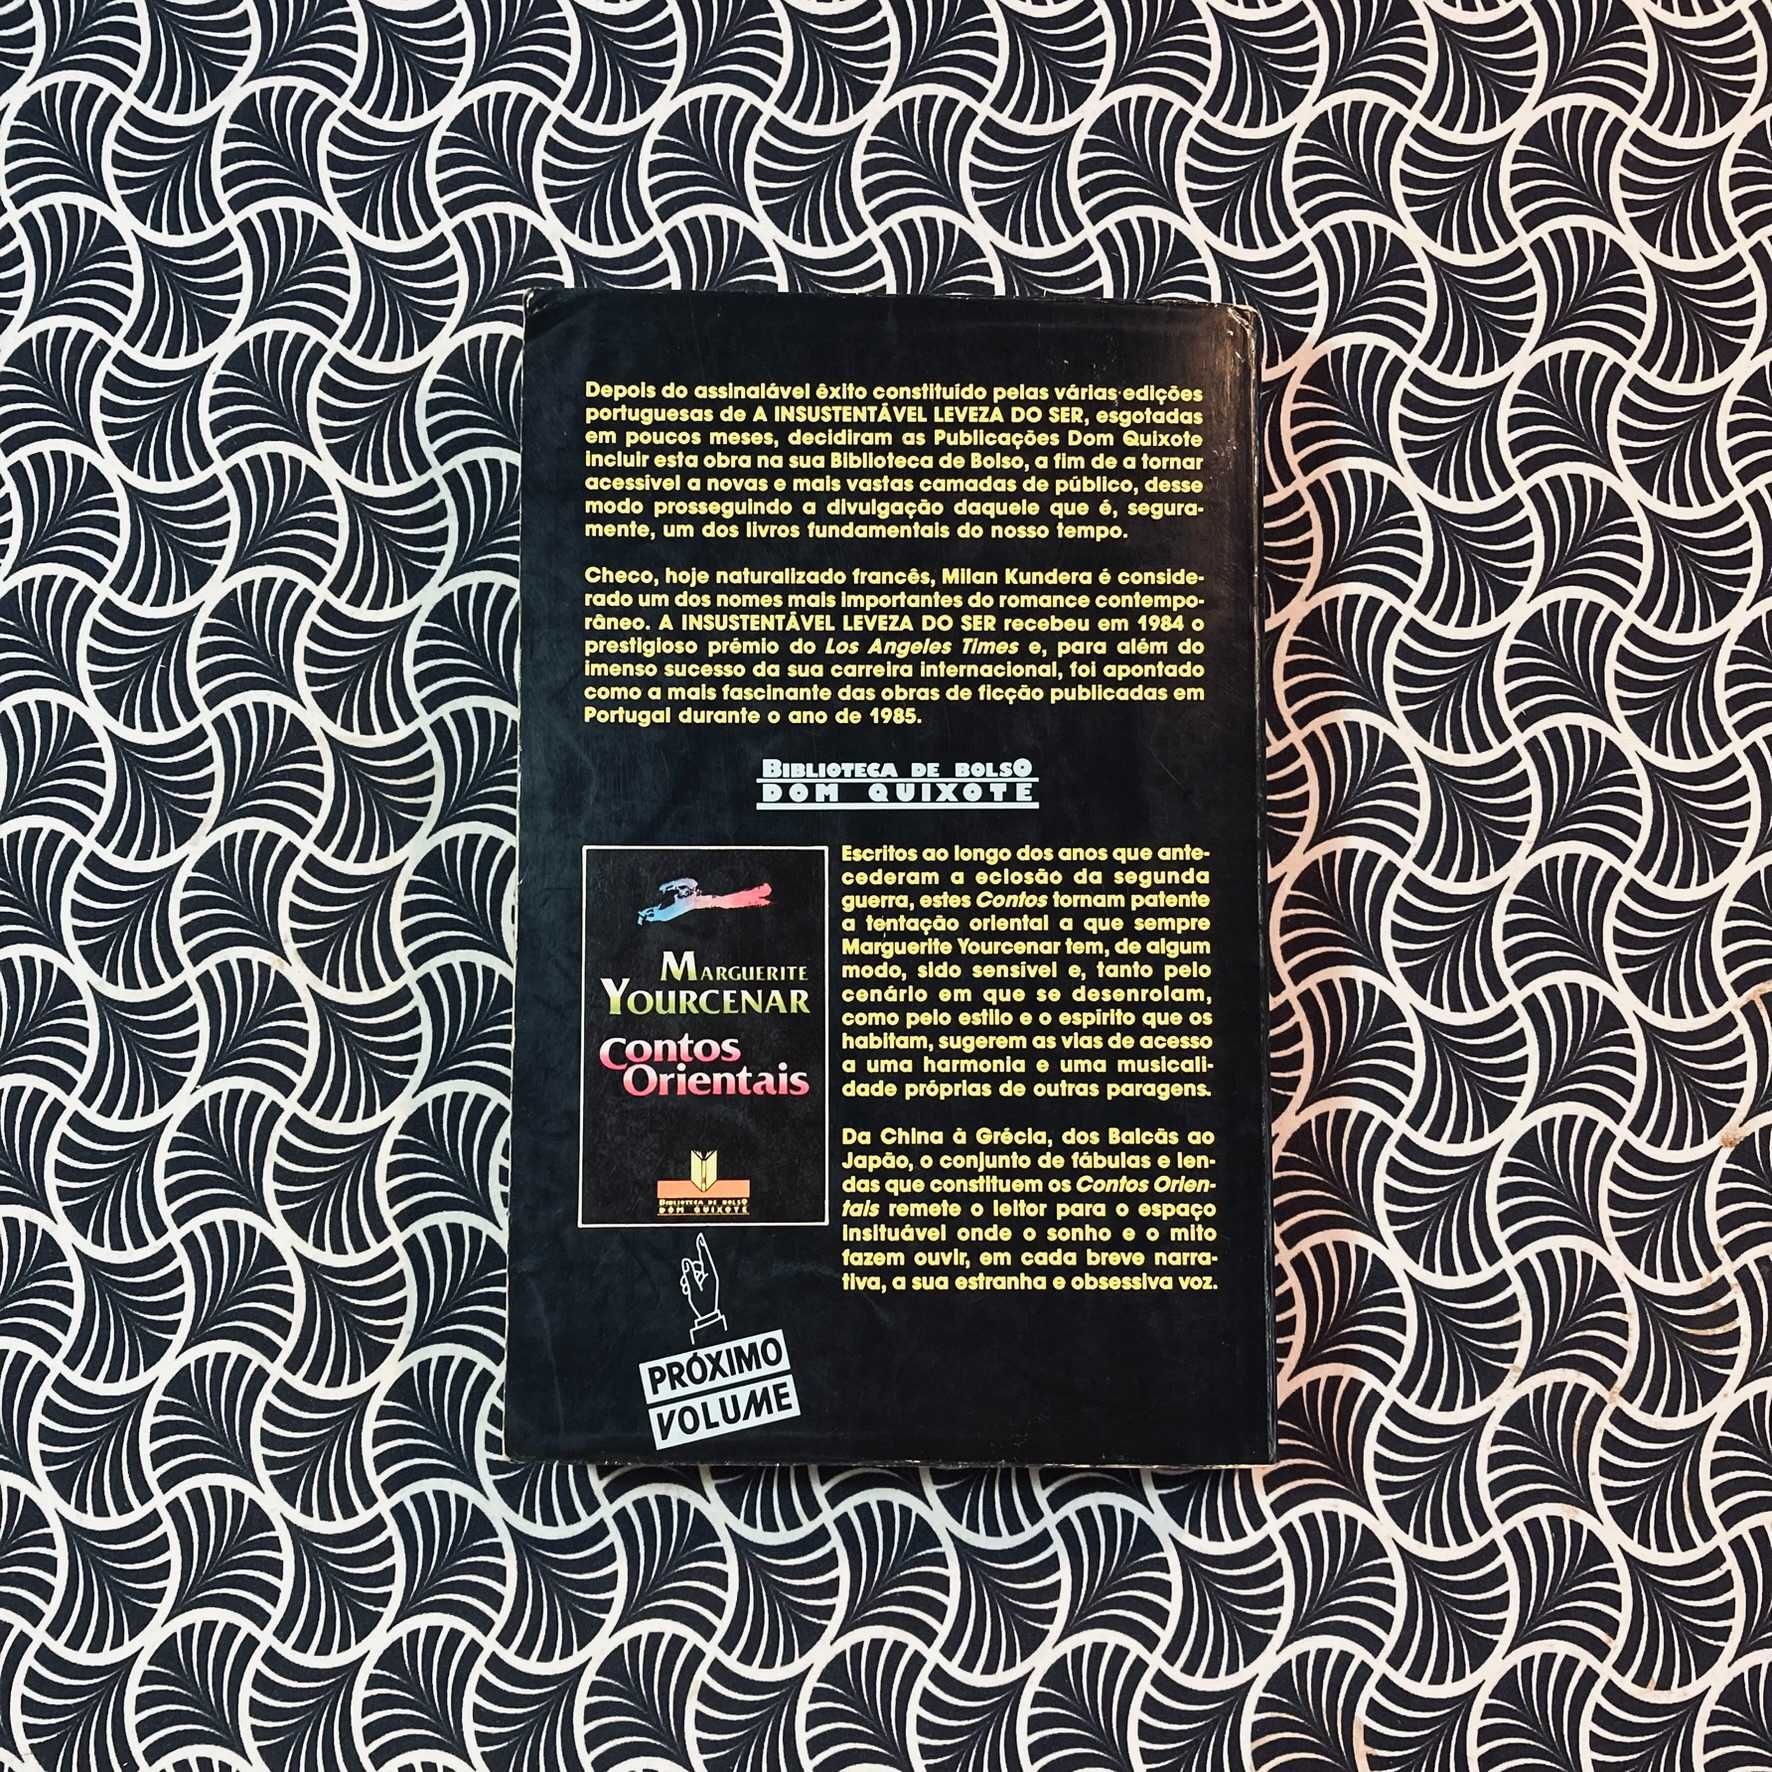 Depois do assinalável êxito constituído pelas várias edições
portuguesas de A INSUSTENTÁVEL LEVEZA DO SER, esgotadas
em poucos meses, decidiram as Publicações Dom Quixote
incluir esta obra na sua Biblioteca de Bolso, a fim de a tornar
acessível a novas e mais vastas camadas de público, desse
modo prosseguindo a divulgação daquele que é, segura-
mente, um dos livros fundamentais do nosso tempo.
Checo, hoje naturalizado francês, Milan Kundera é conside-
rado um dos nomes mais importantes do romance contempo-
râneo. A INSUSTENTÁVEL LEVEZA DO SER recebeu em 1984 o
prestigioso prémio do Los Angeles Times e, para além do
imenso sucesso da sua carreira internacional, foi apontado
como a mais fascinante das obras de ficção publicadas em
Portugal durante o ano de 1985.
BIBLIOTECA DE BOLSO
DOM QUIXOTE
MARGUERITE
YOURCENAR
Contos
Orientais
BIBLIOTECA DE BOLSO
DOM QUIXOTE
PRÓXIMO
VOLUME
Escritos ao longo dos anos que ante-
cederam a eclosão da segunda
guerra, estes Contos tornam patente
a tentação oriental a que sempre
Marguerite Yourcenar tem, de algum
modo, sido sensível e, tanto pelo
cenário em que se desenrolam,
como pelo estilo e o espírito que os
habitam, sugerem as vias de acesso
a uma harmonia e uma musicali-
dade próprias de outras paragens.
Da China à Grécia, dos Balcãs ao
Japão, o conjunto de fábulas e len-
das que constituem os Contos Orien-
tais remete o leitor para o espaço
insituável onde o sonho e o mito
fazem ouvir, em cada breve narra-
tiva, a sua estranha e obsessiva voz.